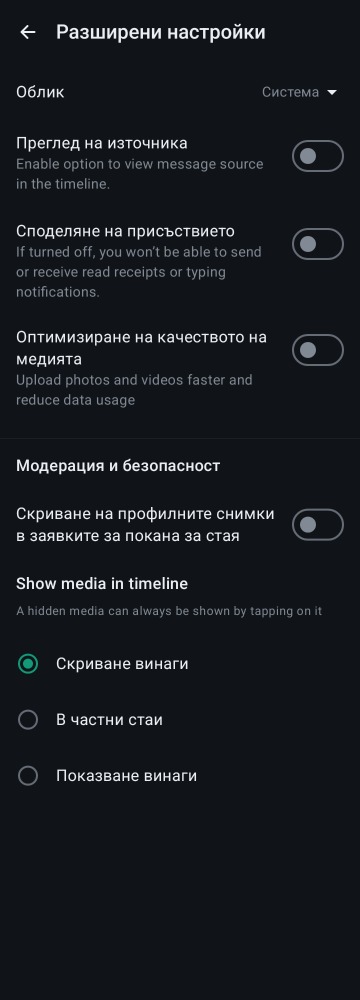 Разширени настройки
Облик
Система
Преглед на източника
Enable option to view message source
in the timeline.
Споделяне на присъствието
If turned off, you won't be able to send
or receive read receipts or typing
notifications.
Оптимизиране на качеството на
медията
Upload photos and videos faster and
reduce data usage
Модерация и безопасност
Скриване на профилните снимки
в заявките за покана за стая
Show media in timeline
A hidden media can always be shown by tapping on it
Скриване винаги
В частни стаи
Показване винаги